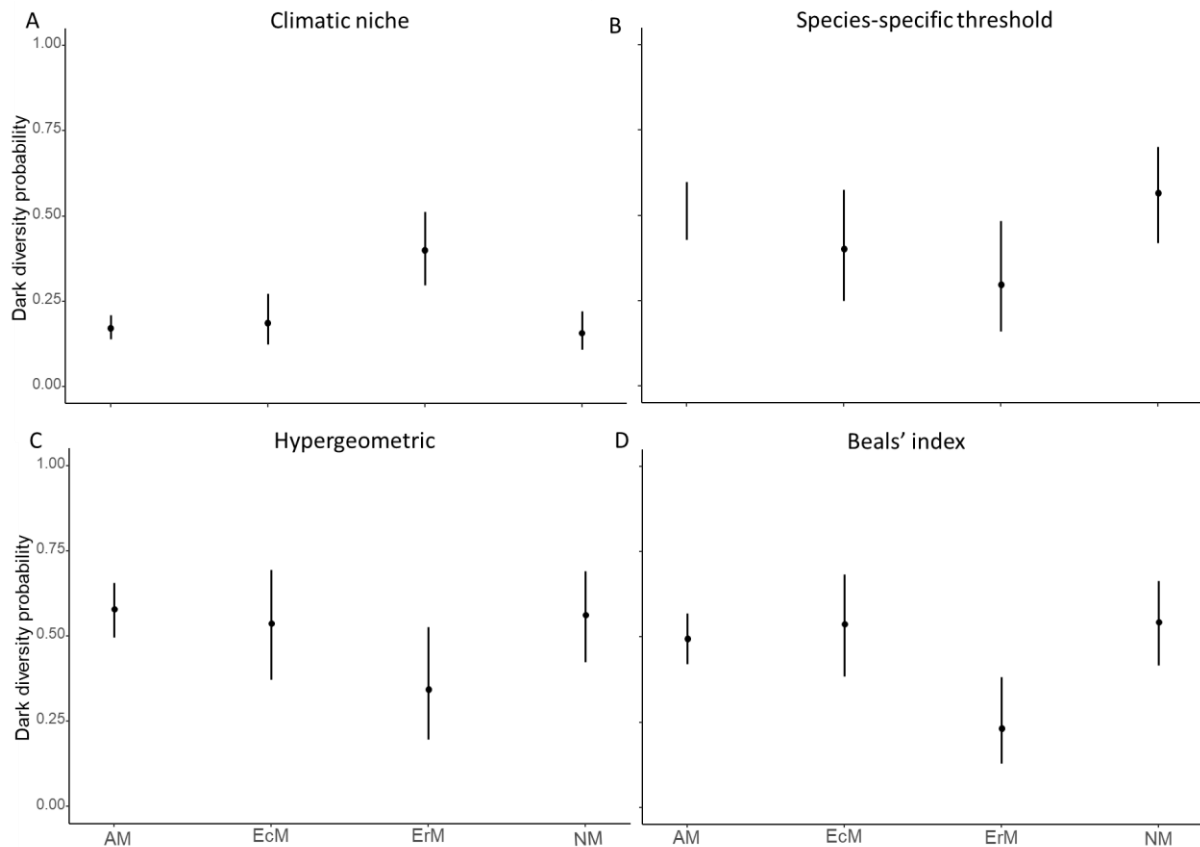 A
Climatic niche
B
Species-specific threshold
Dark diversity probability
1.00
0.75
0.50
0.25
0.00
C
Hypergeometric
D
Beals’ index
Dark diversity probability
1.00
0.75
0.50
0.25
0.00
AM EcM ErM NM
AM EcM ErM NM